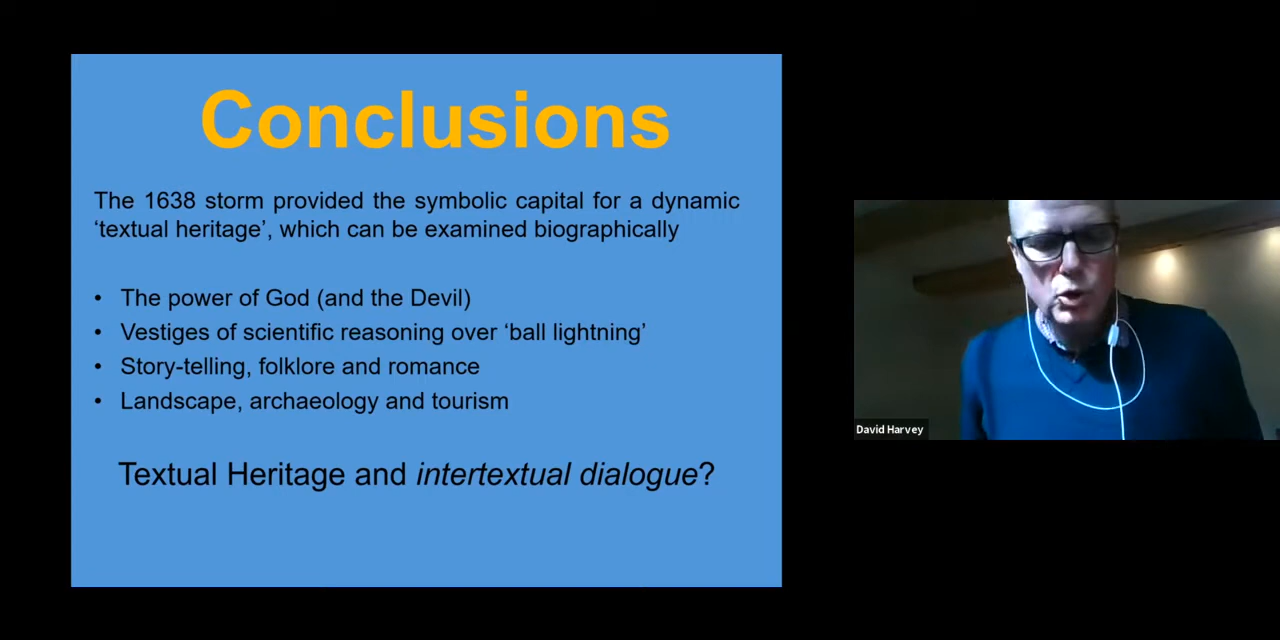 Conclusions
The 1638 storm provided the symbolic capital for a dynamic
‘textual heritage’, which can be examined biographically
• The power of God (and the Devil)
• Vestiges of scientific reasoning over ‘ball lightning’
• Story-telling, folklore and romance
• Landscape, archaeology and tourism
Textual Heritage and intertextual dialogue?
David Harvey